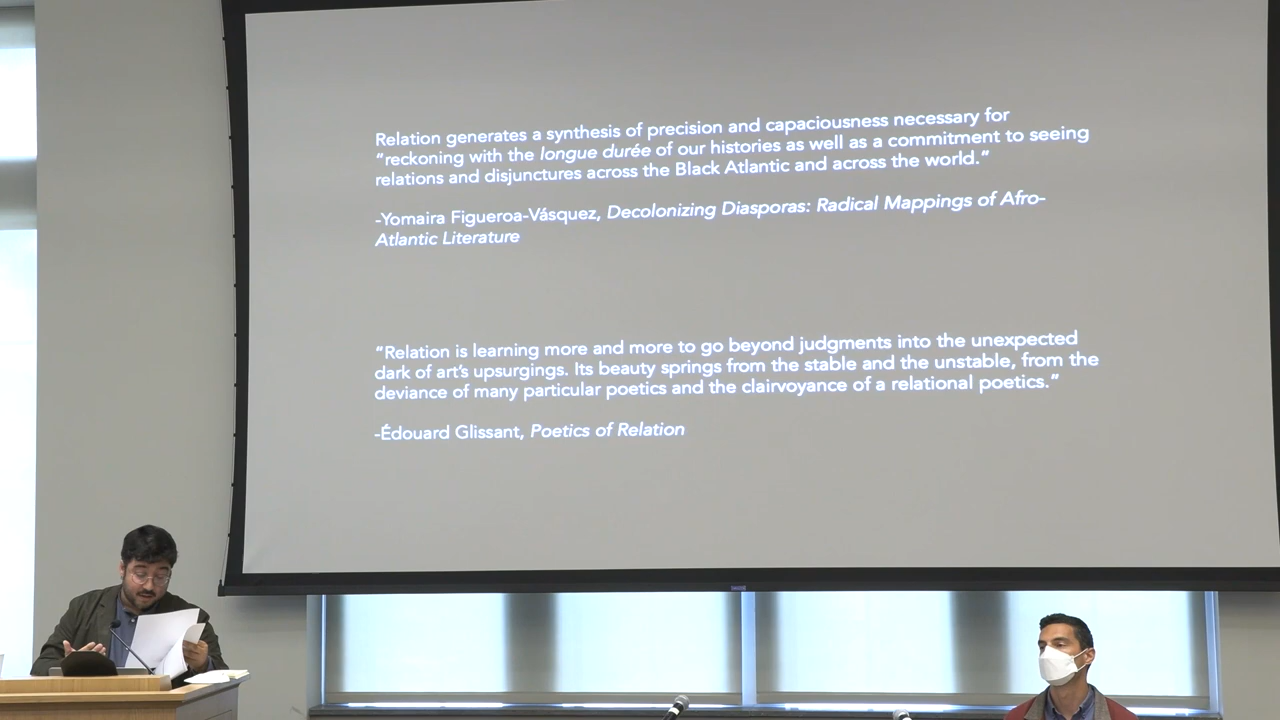 Relation generates a synthesis of precision and capaciousness necessary for
“reckoning with the longue durée of our histories as well as a commitment to seeing
relations and disjunctures across the Black Atlantic and across the world.”
-Yomaira Figueroa-Vásquez, Decolonizing Diasporas: Radical Mappings of Afro-
Atlantic Literature
“Relation is learning more and more to go beyond judgments into the unexpected
dark of art’s upsurgings. Its beauty springs from the stable and the unstable, from the
deviance of many particular poetics and the clairvoyance of a relational poetics.”
-Édouard Glissant, Poetics of Relation